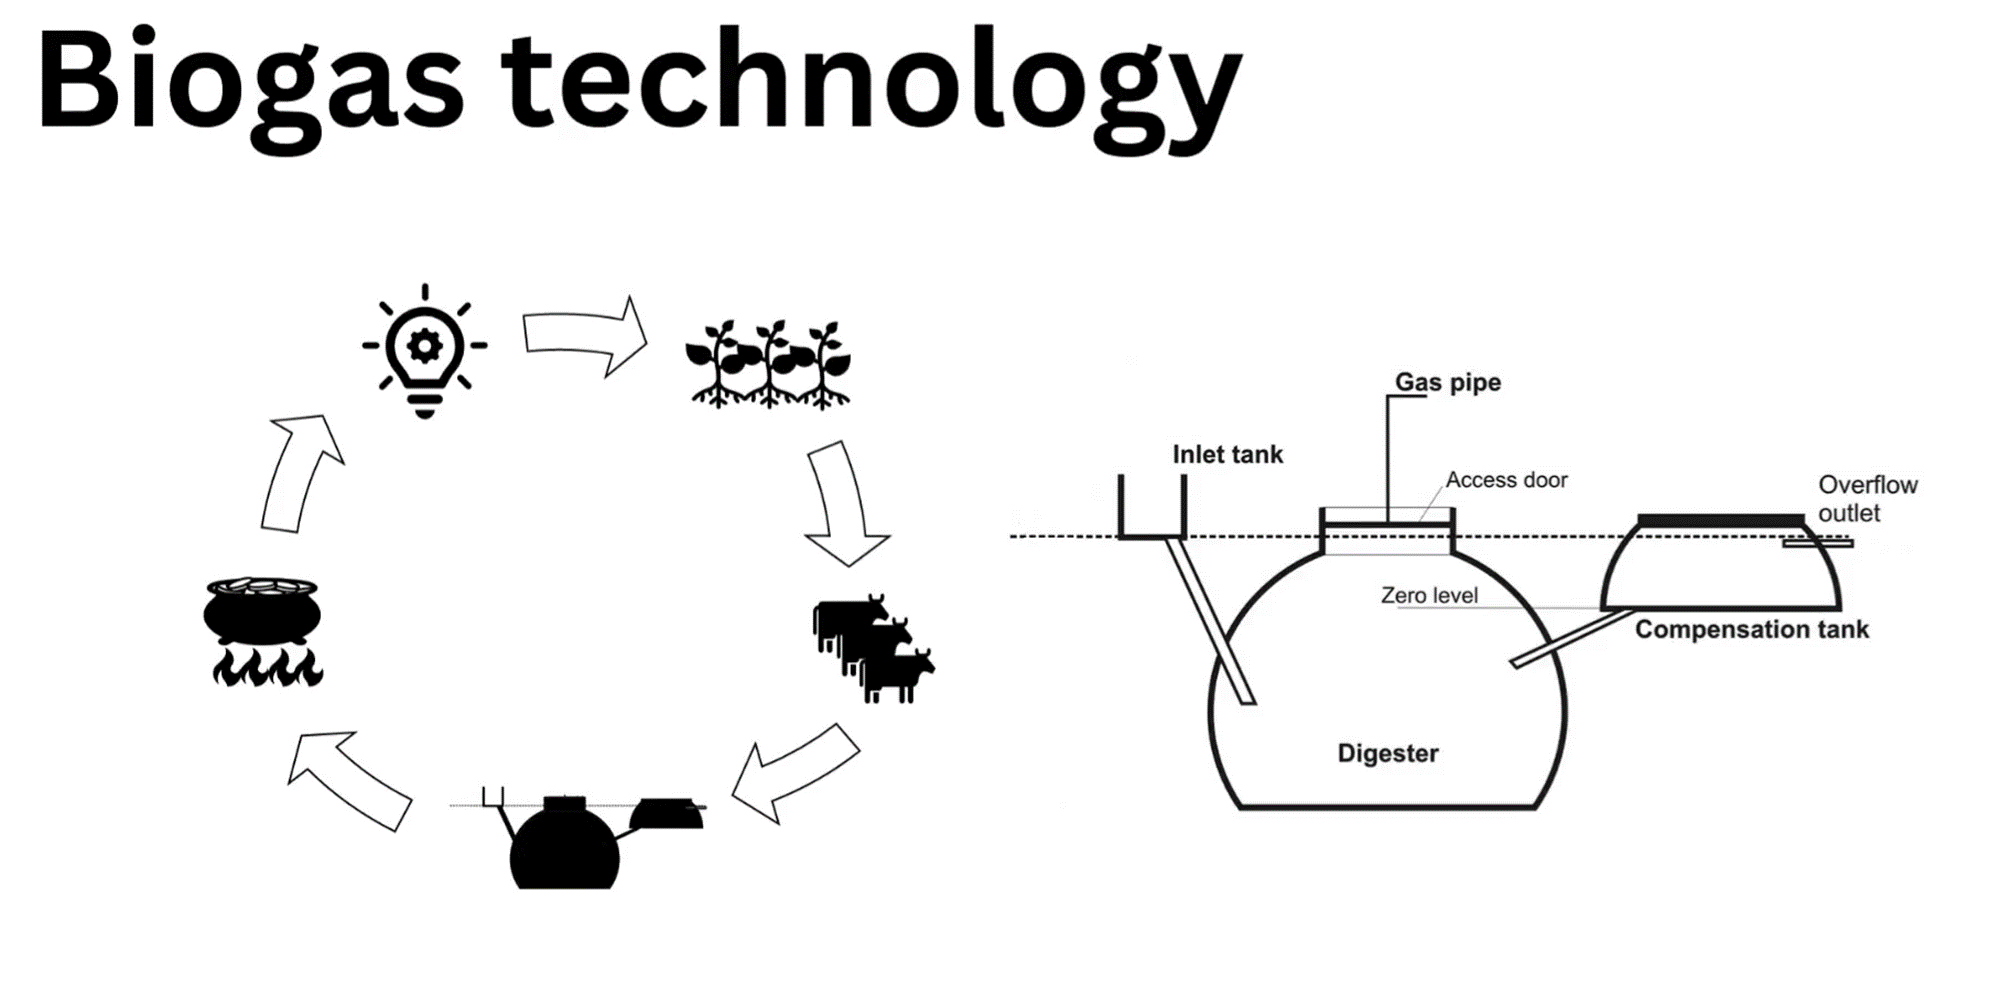 Biogas technology
Gas pipe
Inlet tank
Access door
Overflow
outlet
Zero level
Compensation tank
Digester